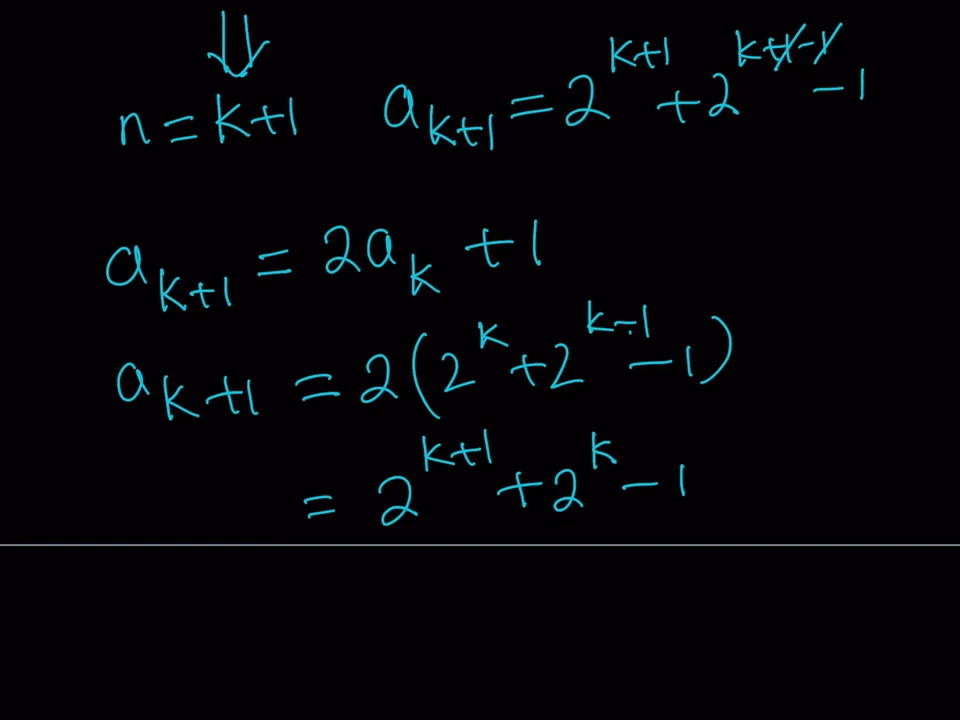 n = k+1 a_{k+1} = 2^{k+1} + 2^{k+1-1} - 1
a_{k+1} = 2a_k + 1
a_{k+1} = 2(2^k + 2^{k-1} - 1)
= 2^{k+1} + 2^k - 1